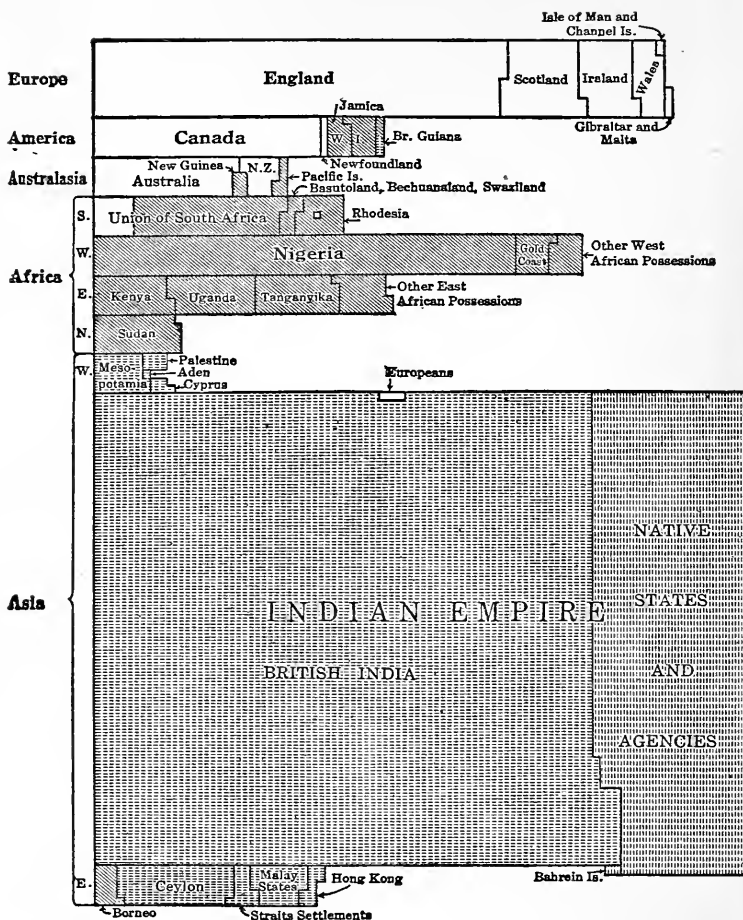 Isle of Man and
Channel Is.
Europe
England
Scotland
Ireland
Wales
Gibraltar and
Malta
America
Canada
Jamica
W. I.
Br. Guiana
Newfoundland
Australasia
New Guinea
Australia
N.Z.
Pacific Is.
Basutoland, Bechuanaland, Swaziland
Africa
S.
Union of South Africa
Rhodesia
W.
Nigeria
Gold
Coast
Other West
African Possessions
E.
Kenya
Uganda
Tanganyika
Other East
African Possessions
N.
Sudan
Asia
W.
Meso-
potamia
Palestine
Aden
Cyprus
Europeans
INDIAN EMPIRE
BRITISH INDIA
NATIVE
STATES
AND
AGENCIES
Bahrein Is.
E.
Ceylon
Malay
States
Hong Kong
Borneo
Straits Settlements